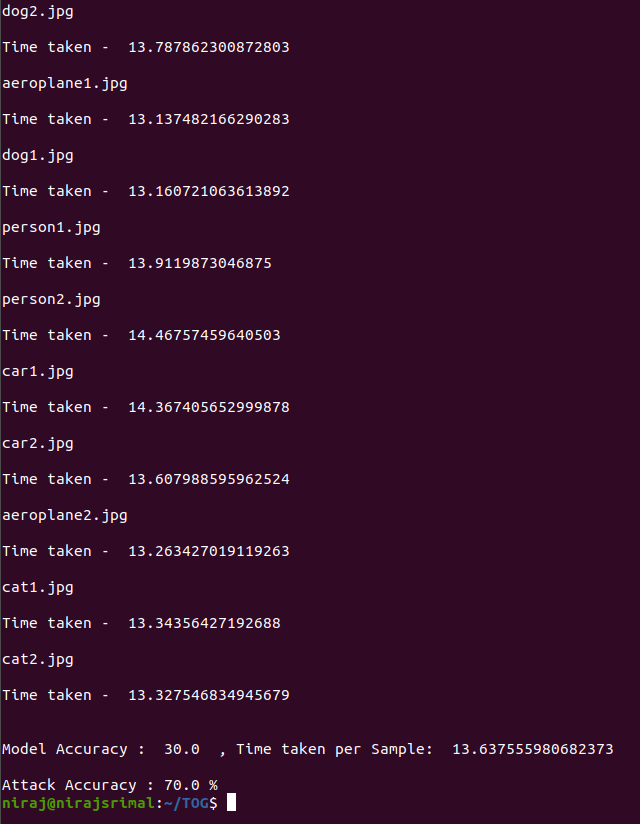 dog2.jpg
Time taken -  13.787862300872803
aeroplane1.jpg
Time taken -  13.137482166290283
dog1.jpg
Time taken -  13.160721063613892
person1.jpg
Time taken -  13.9119873046875
person2.jpg
Time taken -  14.46757459640503
car1.jpg
Time taken -  14.367405652999878
car2.jpg
Time taken -  13.607988595962524
aeroplane2.jpg
Time taken -  13.263427019119263
cat1.jpg
Time taken -  13.34356427192688
cat2.jpg
Time taken -  13.327546834945679
Model Accuracy :  30.0  , Time taken per Sample:  13.637555980682373
Attack Accuracy : 70.0 %
niraj@nirajsrimal:~/TOG$